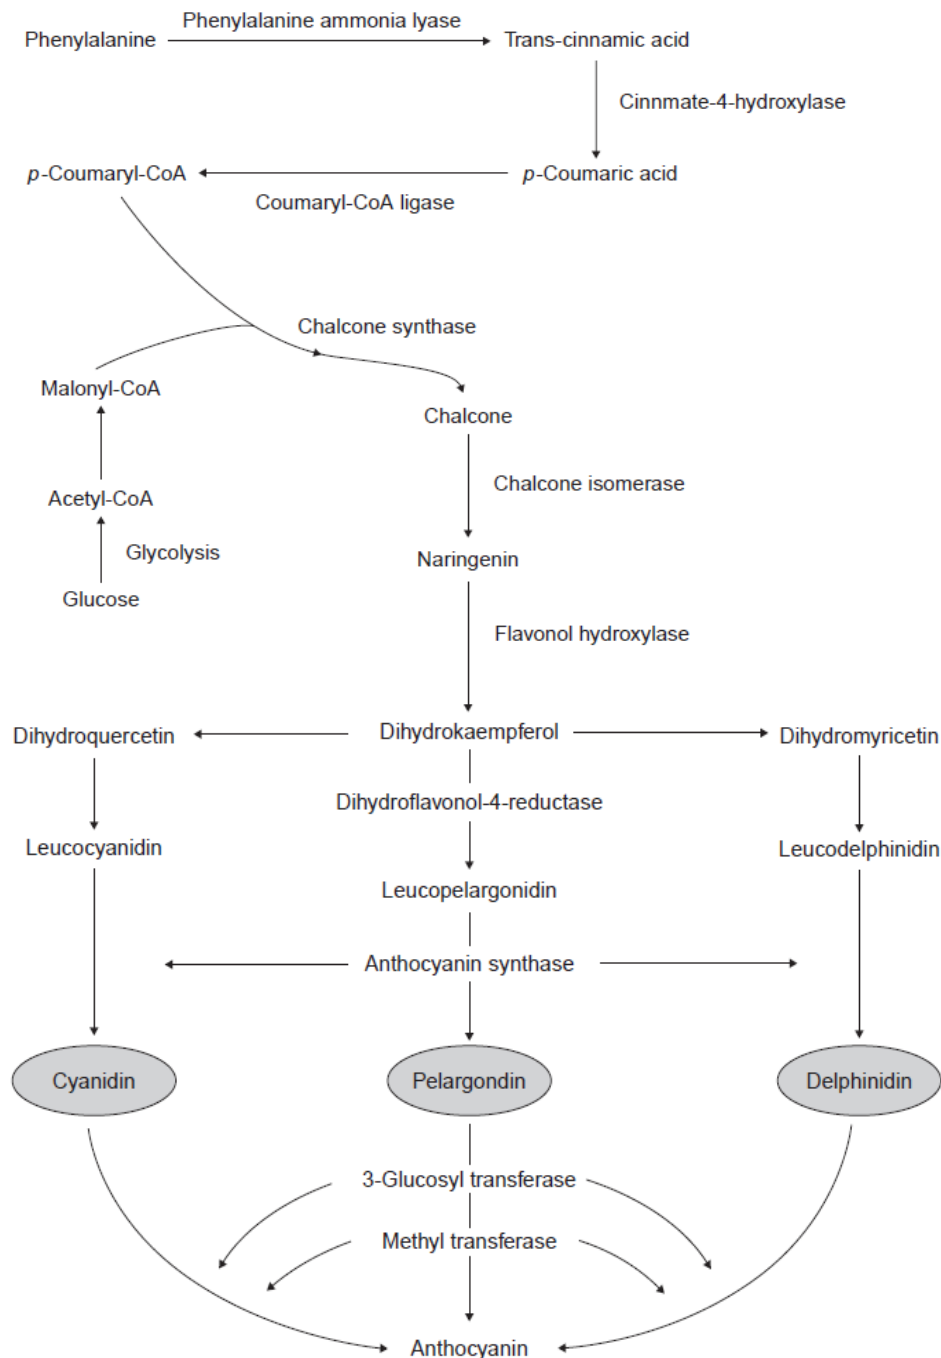 Phenylalanine ammonia lyase
Phenylalanine
Trans-cinnamic acid
Cinnmate-4-hydroxylase
p-Coumaryl-CoA
p-Coumaric acid
Coumaryl-CoA ligase
Chalcone synthase
Malonyl-CoA
Chalcone
Chalcone isomerase
Acetyl-CoA
Glycolysis
Naringenin
Glucose
Flavonol hydroxylase
Dihydroquercetin
Dihydrokaempferol
Dihydromyricetin
Dihydroflavonol-4-reductase
Leucocyanidin
Leucodelphinidin
Leucopelargonidin
Anthocyanin synthase
Cyanidin
Pelargondin
Delphinidin
3-Glucosyl transferase
Methyl transferase
Anthocyanin